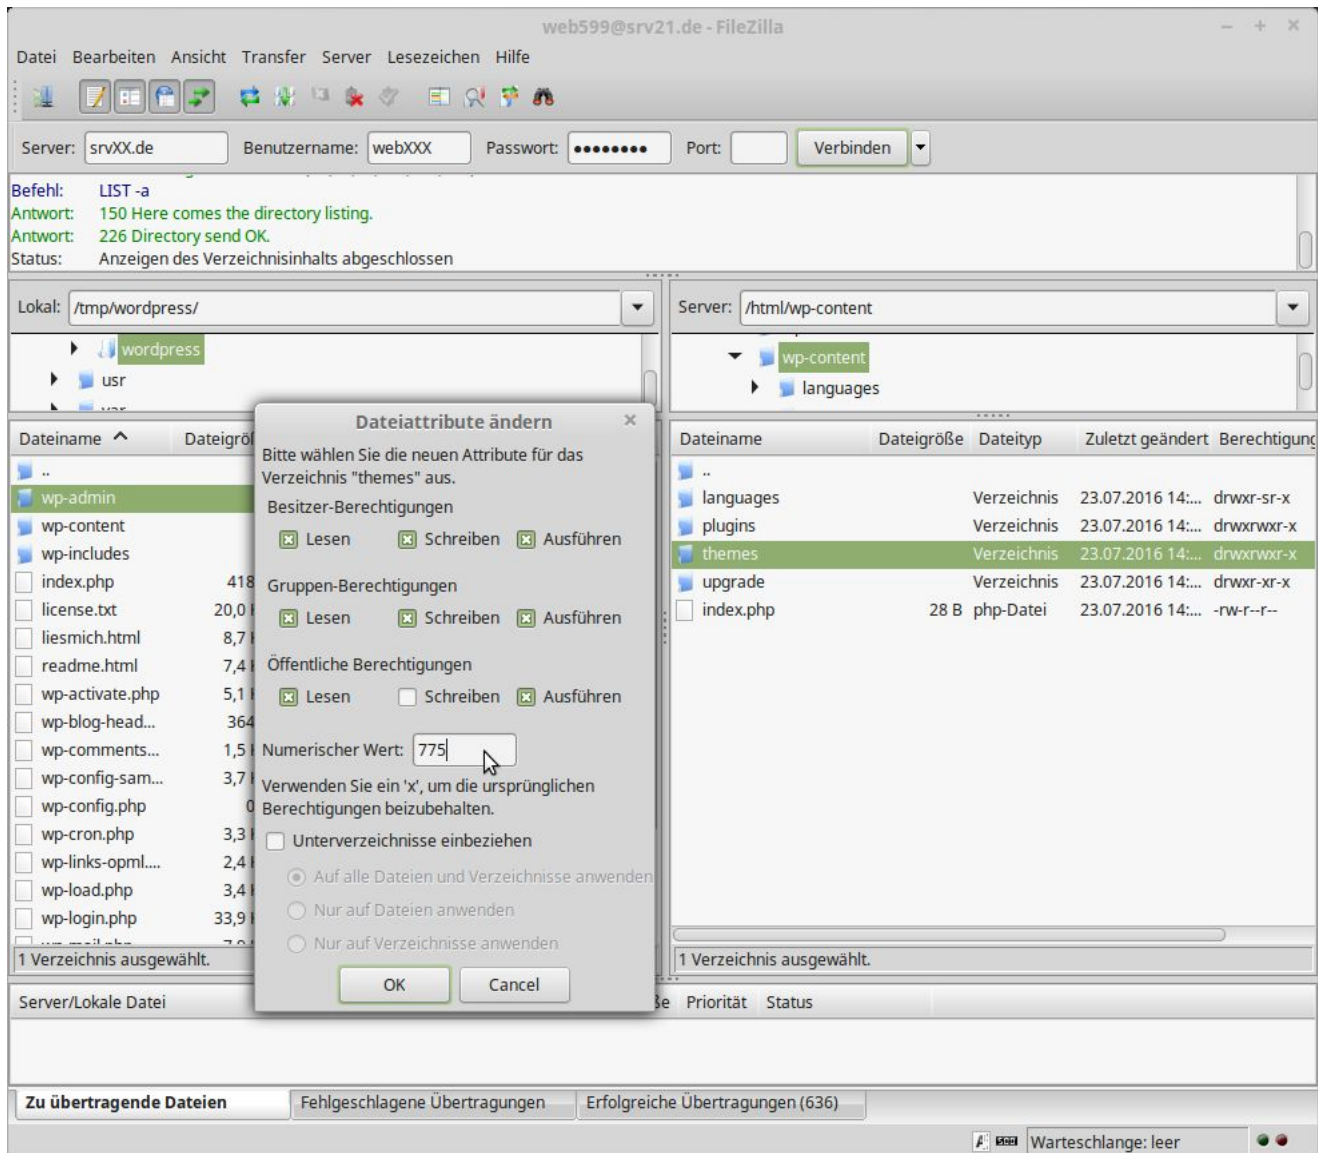 web599@srv21.de - FileZilla
Datei Bearbeiten Ansicht Transfer Server Lesezeichen Hilfe
Server: srvXX.de Benutzername: webXXX Passwort: •••••••• Port: Verbinden
Befehl: LIST -a
Antwort: 150 Here comes the directory listing.
Antwort: 226 Directory send OK.
Status: Anzeigen des Verzeichnisinhalts abgeschlossen
Lokal: /tmp/wordpress/
wordpress
usr
Server: /html/wp-content
wp-content
languages
Dateiname
..
wp-admin
wp-content
wp-includes
index.php 418
license.txt 20,0
liesmich.html 8,7
readme.html 7,4
wp-activate.php 5,1
wp-blog-head... 364
wp-comments... 1,5
wp-config-sam... 3,7
wp-config.php 0
wp-cron.php 3,3
wp-links-opml.... 2,4
wp-load.php 3,4
wp-login.php 33,9
1 Verzeichnis ausgewählt.
Dateiattribute ändern
Bitte wählen Sie die neuen Attribute für das
Verzeichnis "themes" aus.
Besitzer-Berechtigungen
Lesen Schreiben Ausführen
Gruppen-Berechtigungen
Lesen Schreiben Ausführen
Öffentliche Berechtigungen
Lesen Schreiben Ausführen
Numerischer Wert: 775
Verwenden Sie ein 'x', um die ursprünglichen
Berechtigungen beizubehalten.
Unterverzeichnisse einbeziehen
Auf alle Dateien und Verzeichnisse anwenden
Nur auf Dateien anwenden
Nur auf Verzeichnisse anwenden
OK Cancel
Dateiname Dateigröße Dateityp Zuletzt geändert Berechtigung
..
languages Verzeichnis 23.07.2016 14:... drwxr-sr-x
plugins Verzeichnis 23.07.2016 14:... drwxrwxr-x
themes Verzeichnis 23.07.2016 14:... drwxrwxr-x
upgrade Verzeichnis 23.07.2016 14:... drwxr-xr-x
index.php 28 B php-Datei 23.07.2016 14:... -rw-r--r--
1 Verzeichnis ausgewählt.
Server/Lokale Datei Priorität Status
Zu übertragende Dateien Fehlgeschlagene Übertragungen Erfolgreiche Übertragungen (636)
Warteschlange: leer